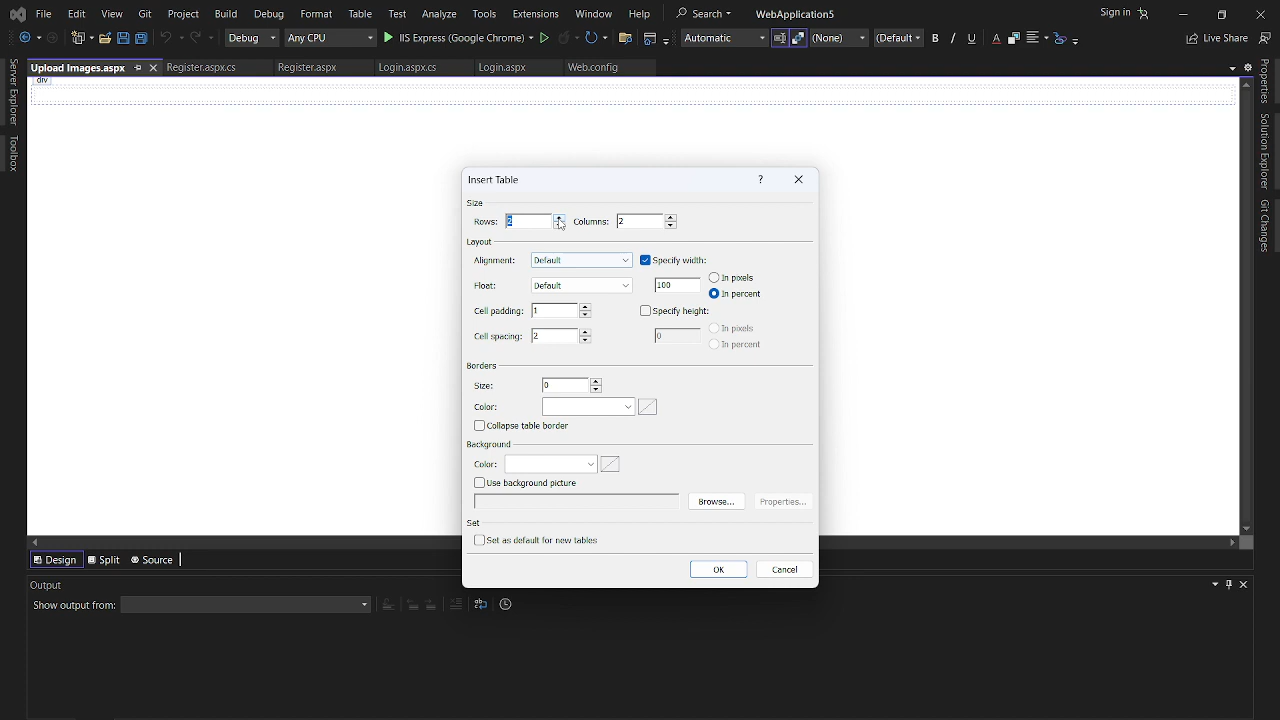 File Edit View Git Project Build Debug Format Table Test Analyze Tools Extensions Window Help Search WebApplication5 Sign in
Debug Any CPU IIS Express (Google Chrome) Automatic (None) (Default B I U A Live Share
Upload Images.aspx Register.aspx.cs Register.aspx Login.aspx.cs Login.aspx Web.config
Server Explorer
Toolbox
div
Properties
Solution Explorer
Git Changes
Insert Table ?
Size
Rows: 2 Columns: 2
Layout
Alignment: Default Specify width:
Float: Default 100 In pixels
In percent
Cell padding: 1 Specify height:
Cell spacing: 2 0 In pixels
In percent
Borders
Size: 0
Color:
Collapse table border
Background
Color:
Use background picture
Browse... Properties...
Set
Set as default for new tables
OK Cancel
Design Split Source
Output
Show output from: